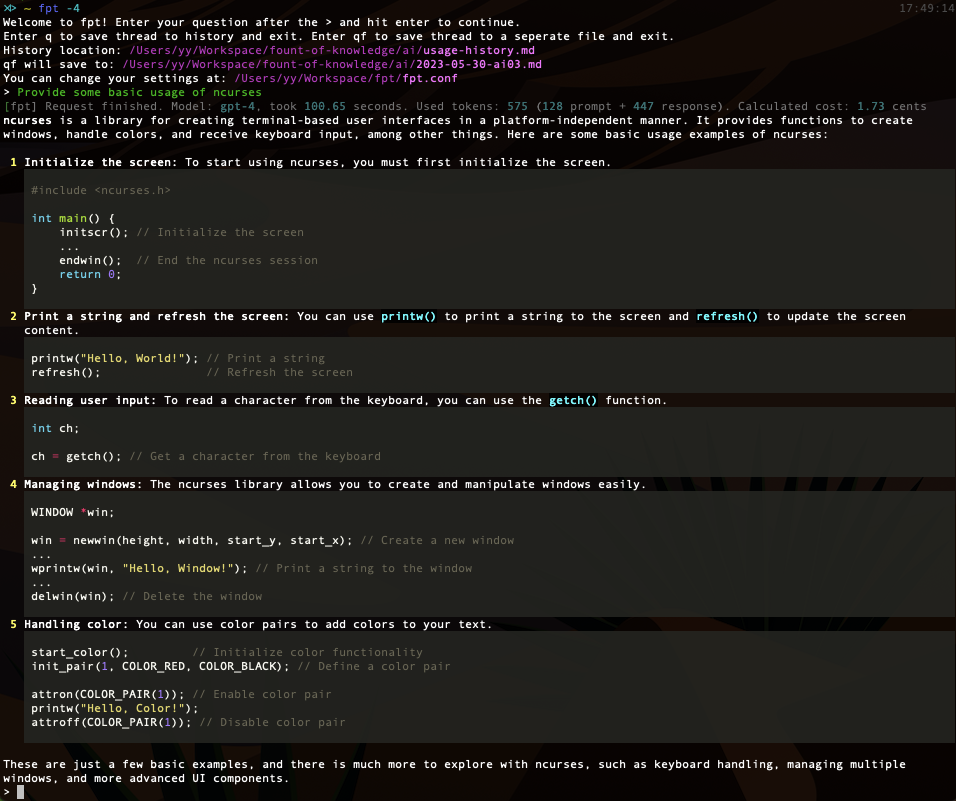 ~ fpt -4
17:49:14
Welcome to fpt! Enter your question after the > and hit enter to continue.
Enter q to save thread to history and exit. Enter qf to save thread to a seperate file and exit.
History location: /Users/yy/Workspace/fount-of-knowledge/ai/usage-history.md
qf will save to: /Users/yy/Workspace/fount-of-knowledge/ai/2023-05-30-ai03.md
You can change your settings at: /Users/yy/Workspace/fpt/fpt.conf
> Provide some basic usage of ncurses
[fpt] Request finished. Model: gpt-4, took 100.65 seconds. Used tokens: 575 (128 prompt + 447 response). Calculated cost: 1.73 cents
ncurses is a library for creating terminal-based user interfaces in a platform-independent manner. It provides functions to create
windows, handle colors, and receive keyboard input, among other things. Here are some basic usage examples of ncurses:
1 Initialize the screen: To start using ncurses, you must first initialize the screen.
#include <ncurses.h>
int main() {
    initscr(); // Initialize the screen
    ...
    endwin();  // End the ncurses session
    return 0;
}
2 Print a string and refresh the screen: You can use printw() to print a string to the screen and refresh() to update the screen
content.
printw("Hello, World!"); // Print a string
refresh();               // Refresh the screen
3 Reading user input: To read a character from the keyboard, you can use the getch() function.
int ch;
ch = getch(); // Get a character from the keyboard
4 Managing windows: The ncurses library allows you to create and manipulate windows easily.
WINDOW *win;
win = newwin(height, width, start_y, start_x); // Create a new window
...
wprintw(win, "Hello, Window!"); // Print a string to the window
...
delwin(win); // Delete the window
5 Handling color: You can use color pairs to add colors to your text.
start_color();         // Initialize color functionality
init_pair(1, COLOR_RED, COLOR_BLACK); // Define a color pair
attron(COLOR_PAIR(1)); // Enable color pair
printw("Hello, Color!");
attroff(COLOR_PAIR(1)); // Disable color pair
These are just a few basic examples, and there is much more to explore with ncurses, such as keyboard handling, managing multiple
windows, and more advanced UI components.
>